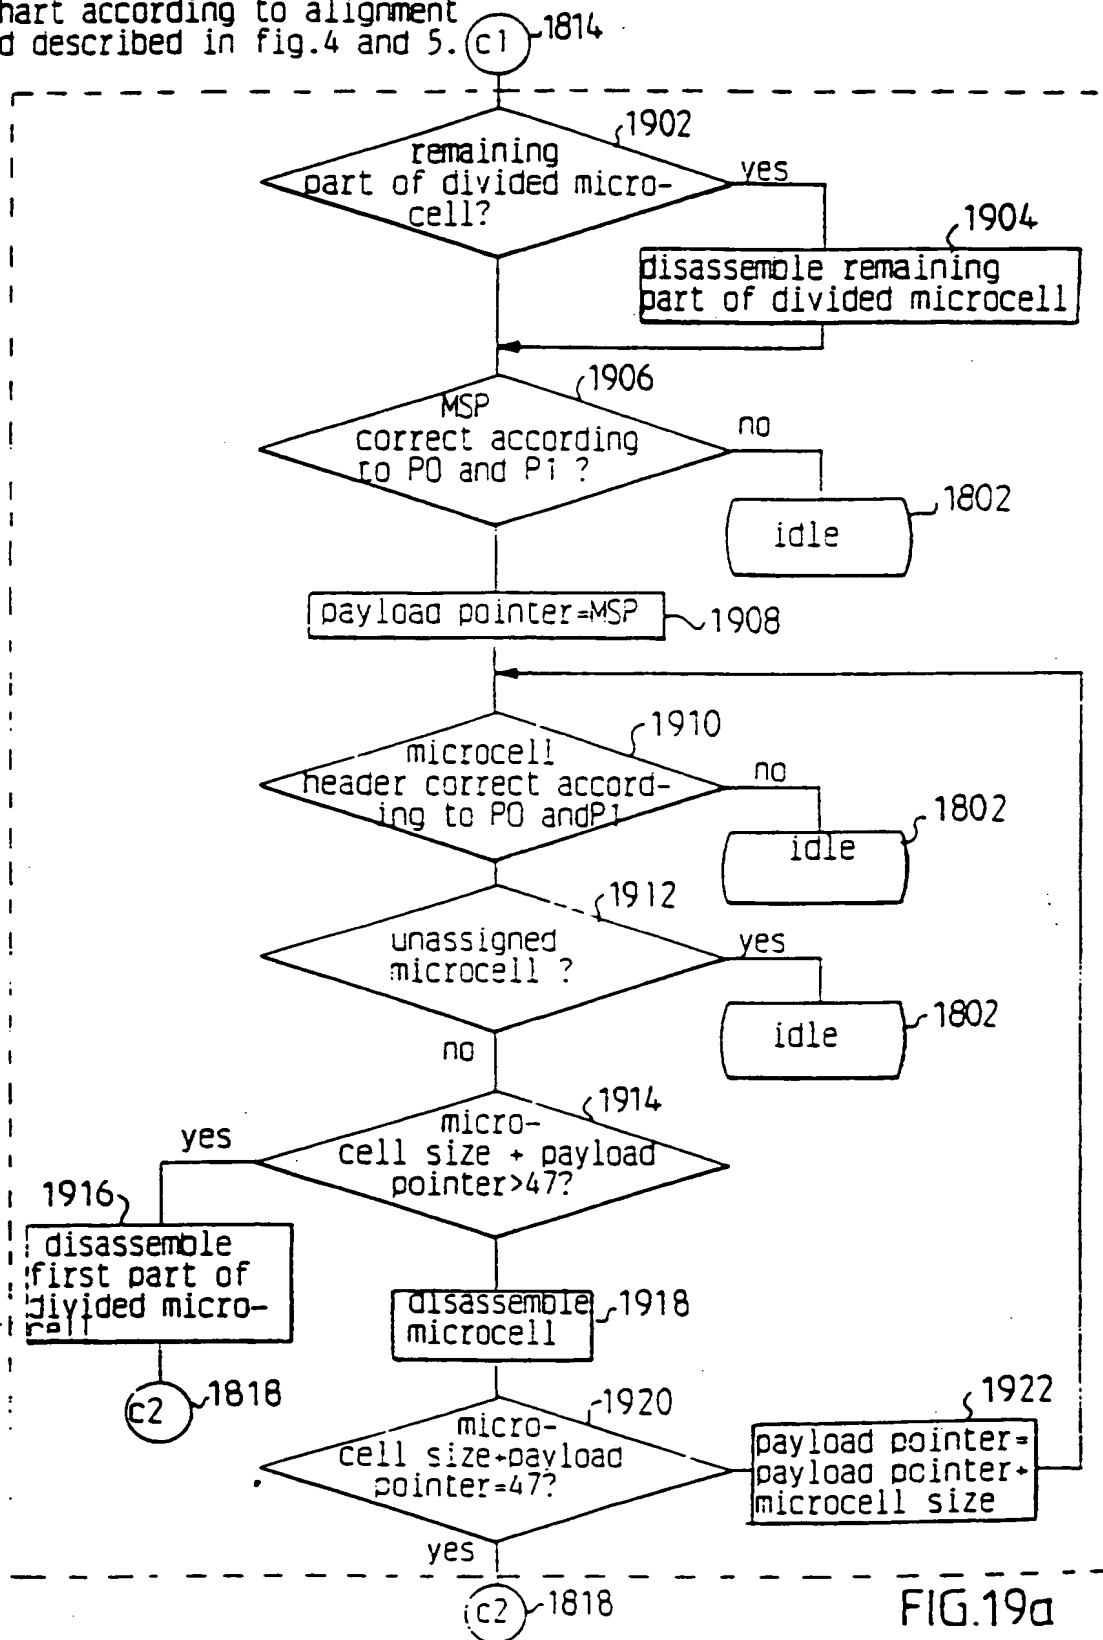 hart according to alignment
d described in fig.4 and 5.
c1
1814
1902
remaining
part of divided micro-
cell?
yes
1904
disassemble remaining
part of divided microcell
1906
MSP
correct according
to P0 and P1 ?
no
1802
idle
payload pointer=MSP
1908
1910
microcell
header correct accord-
ing to P0 andP1
no
1802
idle
1912
unassigned
microcell ?
yes
1802
idle
no
1914
micro-
cell size + payload
pointer>47?
yes
1916
disassemble
first part of
divided micro-
cell
1818
c2
disassemble
microcell
1918
1920
micro-
cell size+payload
pointer=47?
1922
payload pointer=
payload pointer+
microcell size
yes
c2
1818
FIG.19a